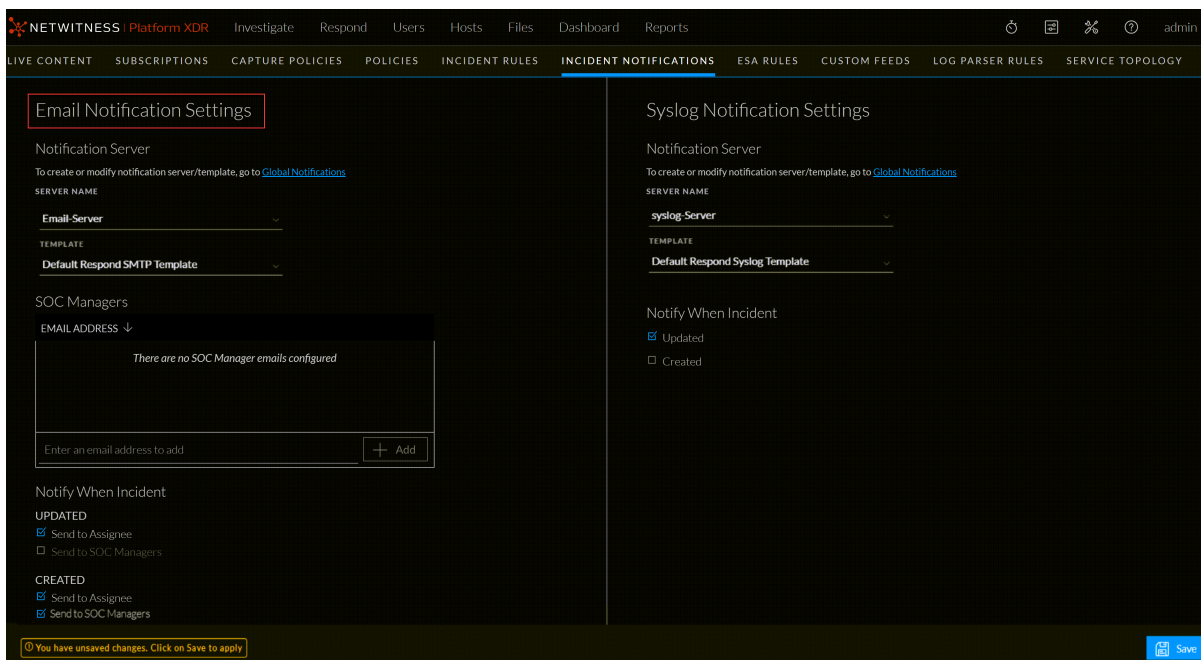 NETWITNESS | Platform XDR Investigate Respond Users Hosts Files Dashboard Reports admin
LIVE CONTENT SUBSCRIPTIONS CAPTURE POLICIES POLICIES INCIDENT RULES INCIDENT NOTIFICATIONS ESA RULES CUSTOM FEEDS LOG PARSER RULES SERVICE TOPOLOGY
Email Notification Settings
Notification Server
To create or modify notification server/template, go to Global Notifications
SERVER NAME
Email-Server
TEMPLATE
Default Respond SMTP Template
SOC Managers
EMAIL ADDRESS ↓
There are no SOC Manager emails configured
Enter an email address to add
+ Add
Notify When Incident
UPDATED
Send to Assignee
Send to SOC Managers
CREATED
Send to Assignee
Send to SOC Managers
Syslog Notification Settings
Notification Server
To create or modify notification server/template, go to Global Notifications
SERVER NAME
syslog-Server
TEMPLATE
Default Respond Syslog Template
Notify When Incident
Updated
Created
You have unsaved changes. Click on Save to apply
Save